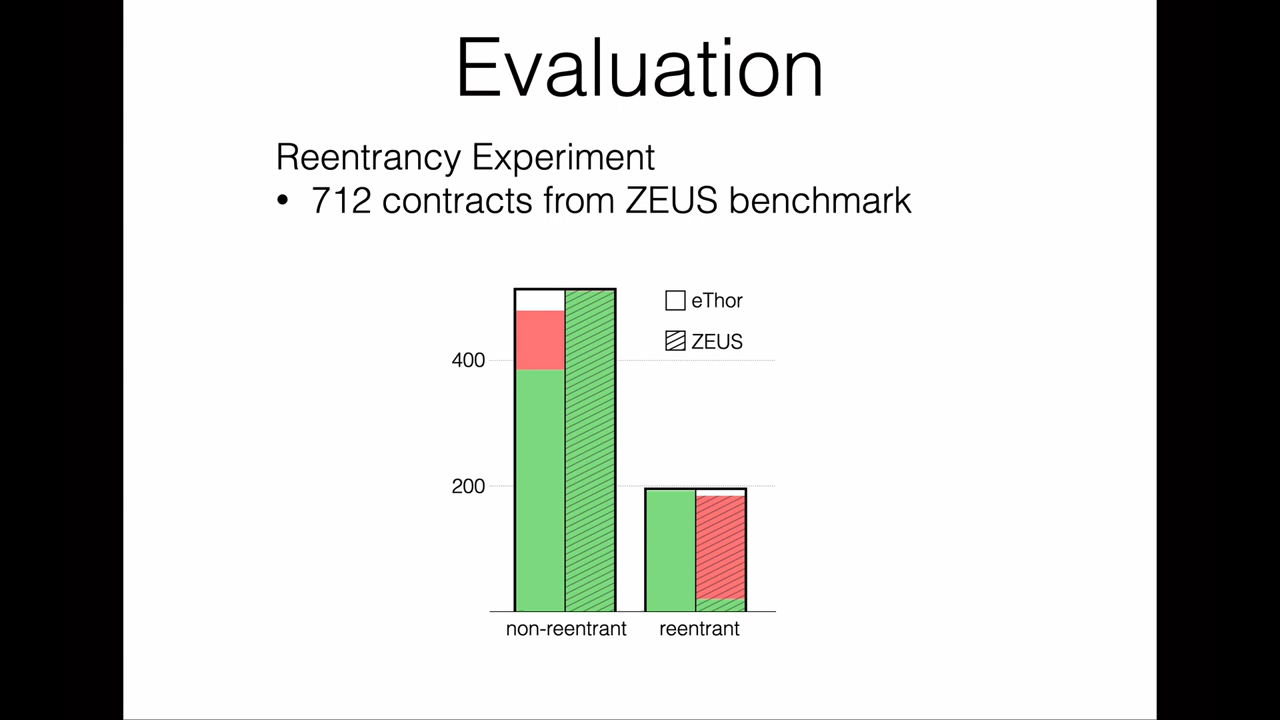 Evaluation
Reentrancy Experiment
• 712 contracts from ZEUS benchmark
eThor
ZEUS
400
200
non-reentrant
reentrant